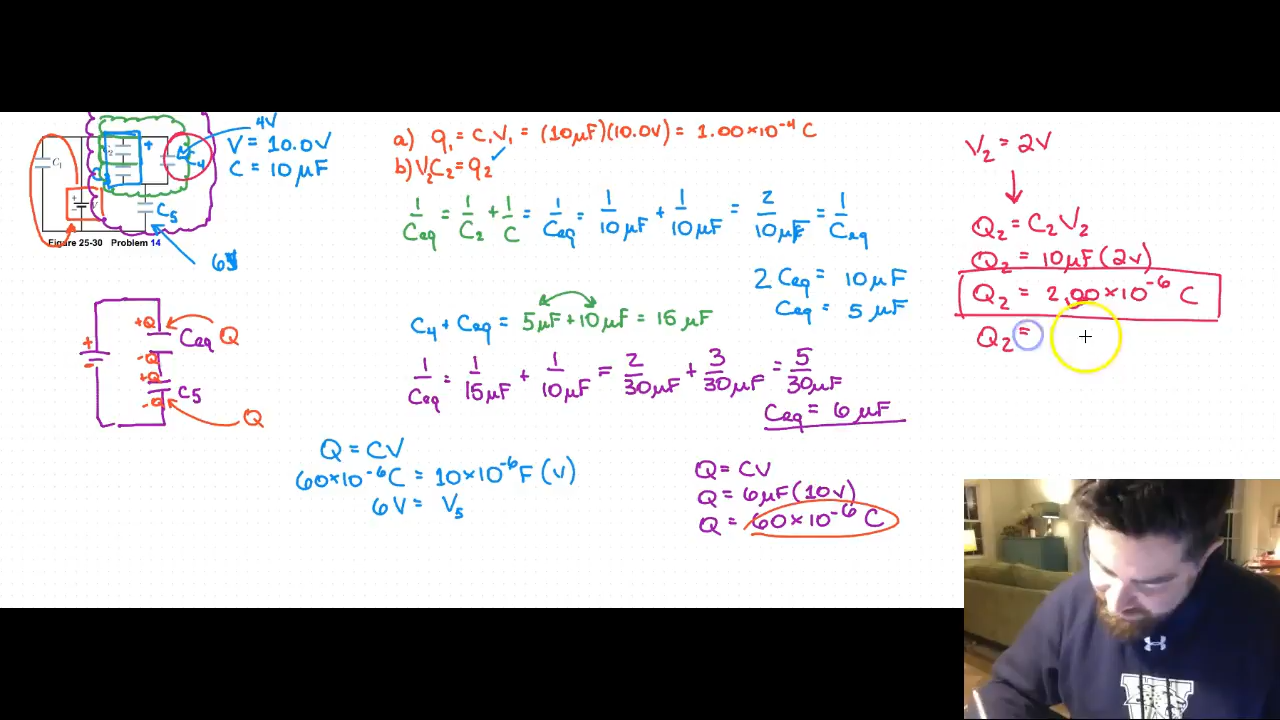 4V
V = 10.0V
C = 10 μF
C₁
C₅
Figure 25-30 Problem 14
a) q₁ = C₁V₁ = (10μF)(10.0V) = 1.00×10⁻⁴ C
b) V₂C₂ = q₂ ✓
1/Ceq = 1/C₂ + 1/C = 1/Ceq = 1/10μF + 1/10μF = 2/10μF = 1/Ceq
2 Ceq = 10μF
Ceq = 5 μF
C₄ + Ceq = 5μF + 10μF = 15 μF
1/Ceq = 1/15μF + 1/10μF = 2/30μF + 3/30μF = 5/30μF
Ceq = 6 μF
+ -
+Q
Ceq Q
-Q
+Q
C₅
-Q
Q
Q = CV
60×10⁻⁶C = 10×10⁻⁶F (V)
6V = V₅
Q = CV
Q = 6μF(10V)
Q = 60×10⁻⁶ C
V₂ = 2V
Q₂ = C₂V₂
Q₂ = 10μF(2V)
Q₂ = 2.00×10⁻⁶ C
Q₂ =